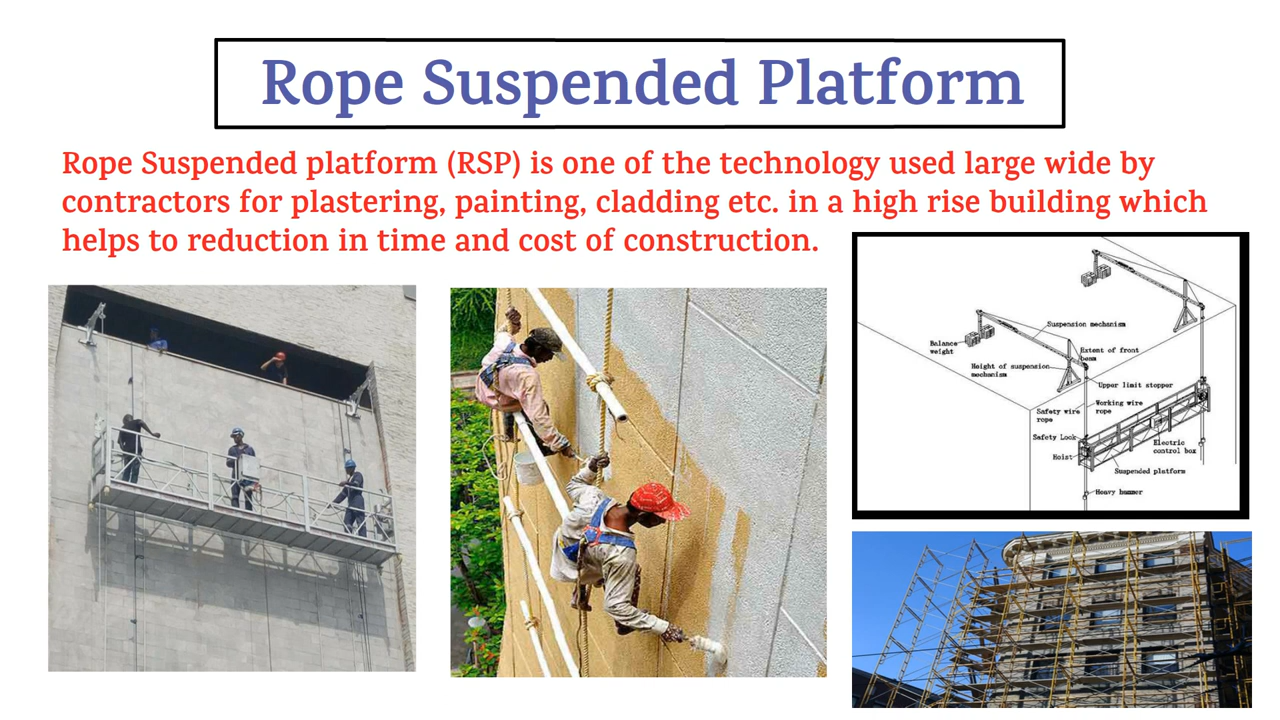 Rope Suspended Platform
Rope Suspended platform (RSP) is one of the technology used large wide by
contractors for plastering, painting, cladding etc. in a high rise building which
helps to reduction in time and cost of construction.
Suspension mechanism
Balance
weight
Extent of front
beam
Height of suspension
mechanism
Upper limit stopper
Working wire
rope
Safety wire
rope
Safety Lock
Hoist
Electric
control box
Suspended platform
Heavy hammer